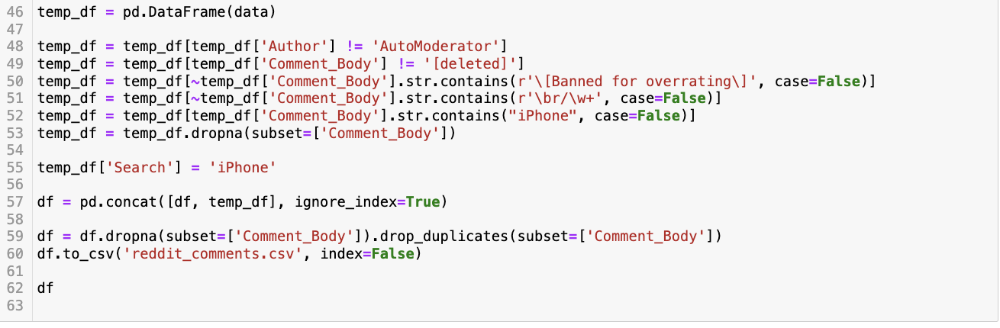 46 temp_df = pd.DataFrame(data)
47
48 temp_df = temp_df[temp_df['Author'] != 'AutoModerator']
49 temp_df = temp_df[temp_df['Comment_Body'] != '[deleted]']
50 temp_df = temp_df[~temp_df['Comment_Body'].str.contains(r'\[Banned for overrating\]', case=False)]
51 temp_df = temp_df[~temp_df['Comment_Body'].str.contains(r'\br/\w+', case=False)]
52 temp_df = temp_df[temp_df['Comment_Body'].str.contains("iPhone", case=False)]
53 temp_df = temp_df.dropna(subset=['Comment_Body'])
54
55 temp_df['Search'] = 'iPhone'
56
57 df = pd.concat([df, temp_df], ignore_index=True)
58
59 df = df.dropna(subset=['Comment_Body']).drop_duplicates(subset=['Comment_Body'])
60 df.to_csv('reddit_comments.csv', index=False)
61
62 df
63